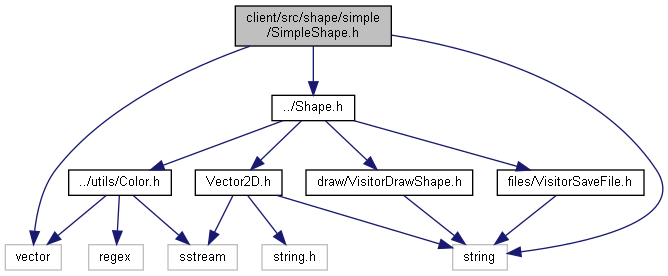 client/src/shape/simple
/SimpleShape.h
../Shape.h
../utils/Color.h
Vector2D.h
draw/VisitorDrawShape.h
files/VisitorSaveFile.h
vector
regex
sstream
string.h
string